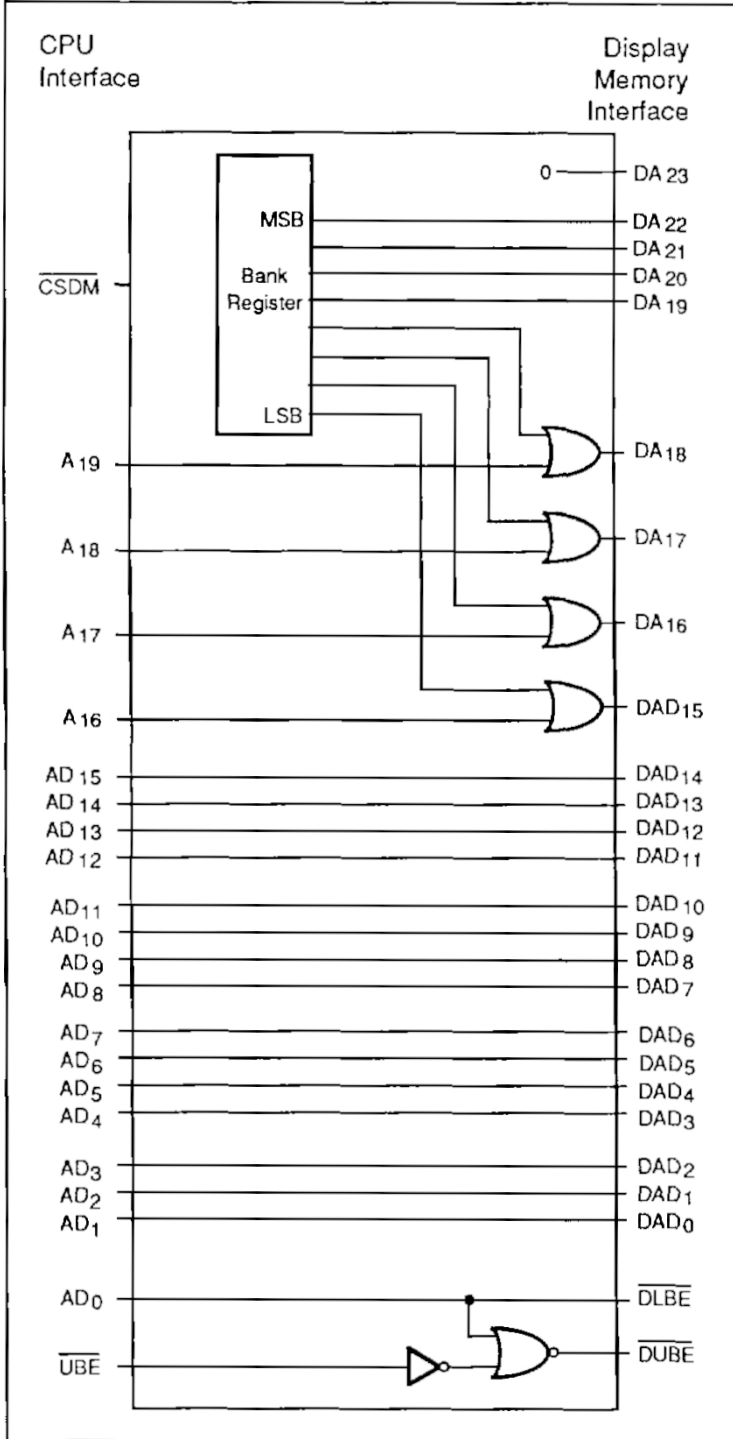 CPU
Interface
Display
Memory
Interface
0 DA23
MSB DA22
DA21
Bank DA20
CSDM
Register DA19
LSB
A19 DA18
A18 DA17
A17 DA16
A16 DAD15
AD15 DAD14
AD14 DAD13
AD13 DAD12
AD12 DAD11
AD11 DAD10
AD10 DAD9
AD9 DAD8
AD8 DAD7
AD7 DAD6
AD6 DAD5
AD5 DAD4
AD4 DAD3
AD3 DAD2
AD2 DAD1
AD1 DAD0
AD0 DLBE
UBE DUBE